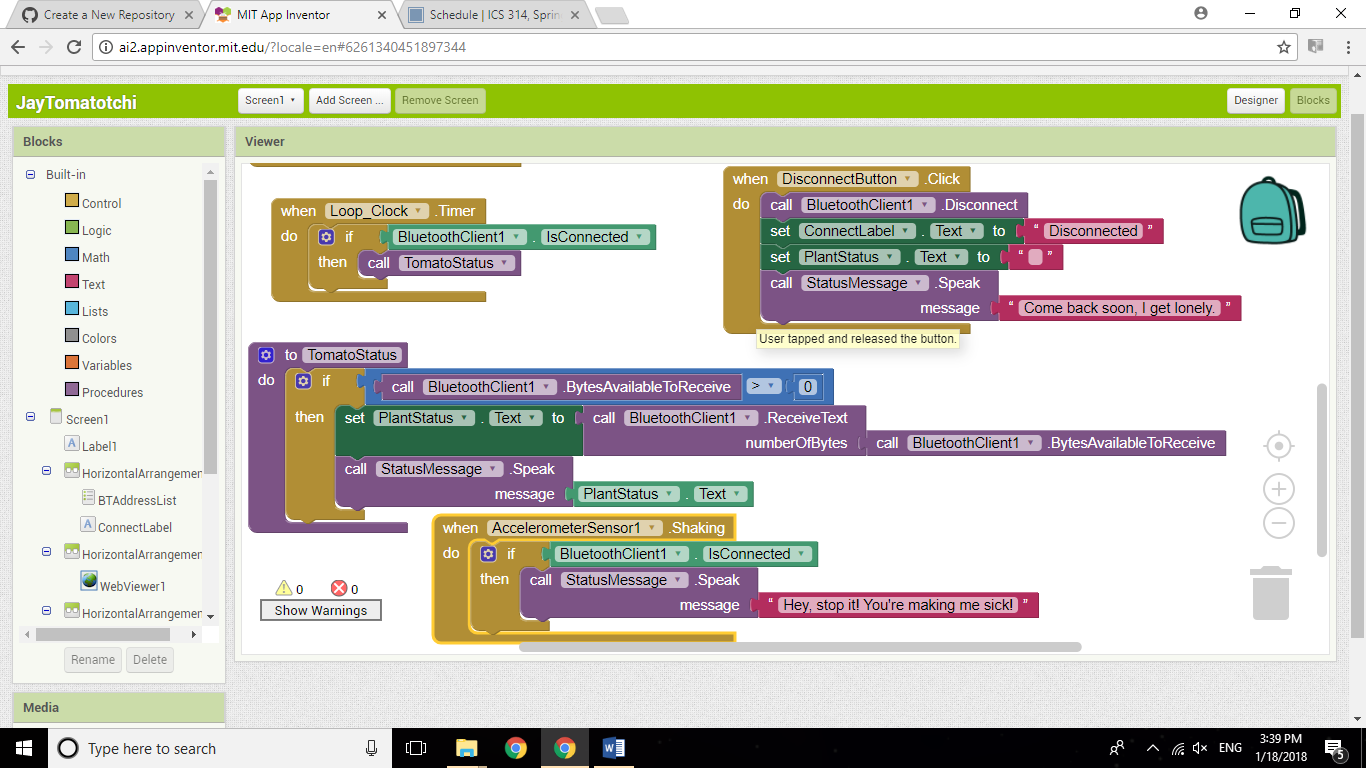 Create a New Repository
MIT App Inventor
Schedule | ICS 314, Sprin
ai2.appinventor.mit.edu/?locale=en#6261340451897344
JayTomatotchi
Screen1
Add Screen ...
Remove Screen
Designer
Blocks
Blocks
Viewer
Built-in
Control
Logic
Math
Text
Lists
Colors
Variables
Procedures
Screen1
Label1
HorizontalArrangemen
BTAddressList
ConnectLabel
HorizontalArrangemen
WebViewer1
HorizontalArrangemen
Rename
Delete
Media
when Loop_Clock .Timer
do if BluetoothClient1 . IsConnected
then call TomatoStatus
when DisconnectButton .Click
do call BluetoothClient1 .Disconnect
set ConnectLabel . Text to “ Disconnected ”
set PlantStatus . Text to “ ”
call StatusMessage .Speak
message “ Come back soon, I get lonely. ”
User tapped and released the button.
to TomatoStatus
do if call BluetoothClient1 .BytesAvailableToReceive > 0
then set PlantStatus . Text to call BluetoothClient1 .ReceiveText
numberOfBytes call BluetoothClient1 .BytesAvailableToReceive
call StatusMessage .Speak
message PlantStatus . Text
when AccelerometerSensor1 .Shaking
do if BluetoothClient1 . IsConnected
then call StatusMessage .Speak
message “ Hey, stop it! You're making me sick! ”
0 0
Show Warnings
Type here to search
ENG
3:39 PM
1/18/2018
5